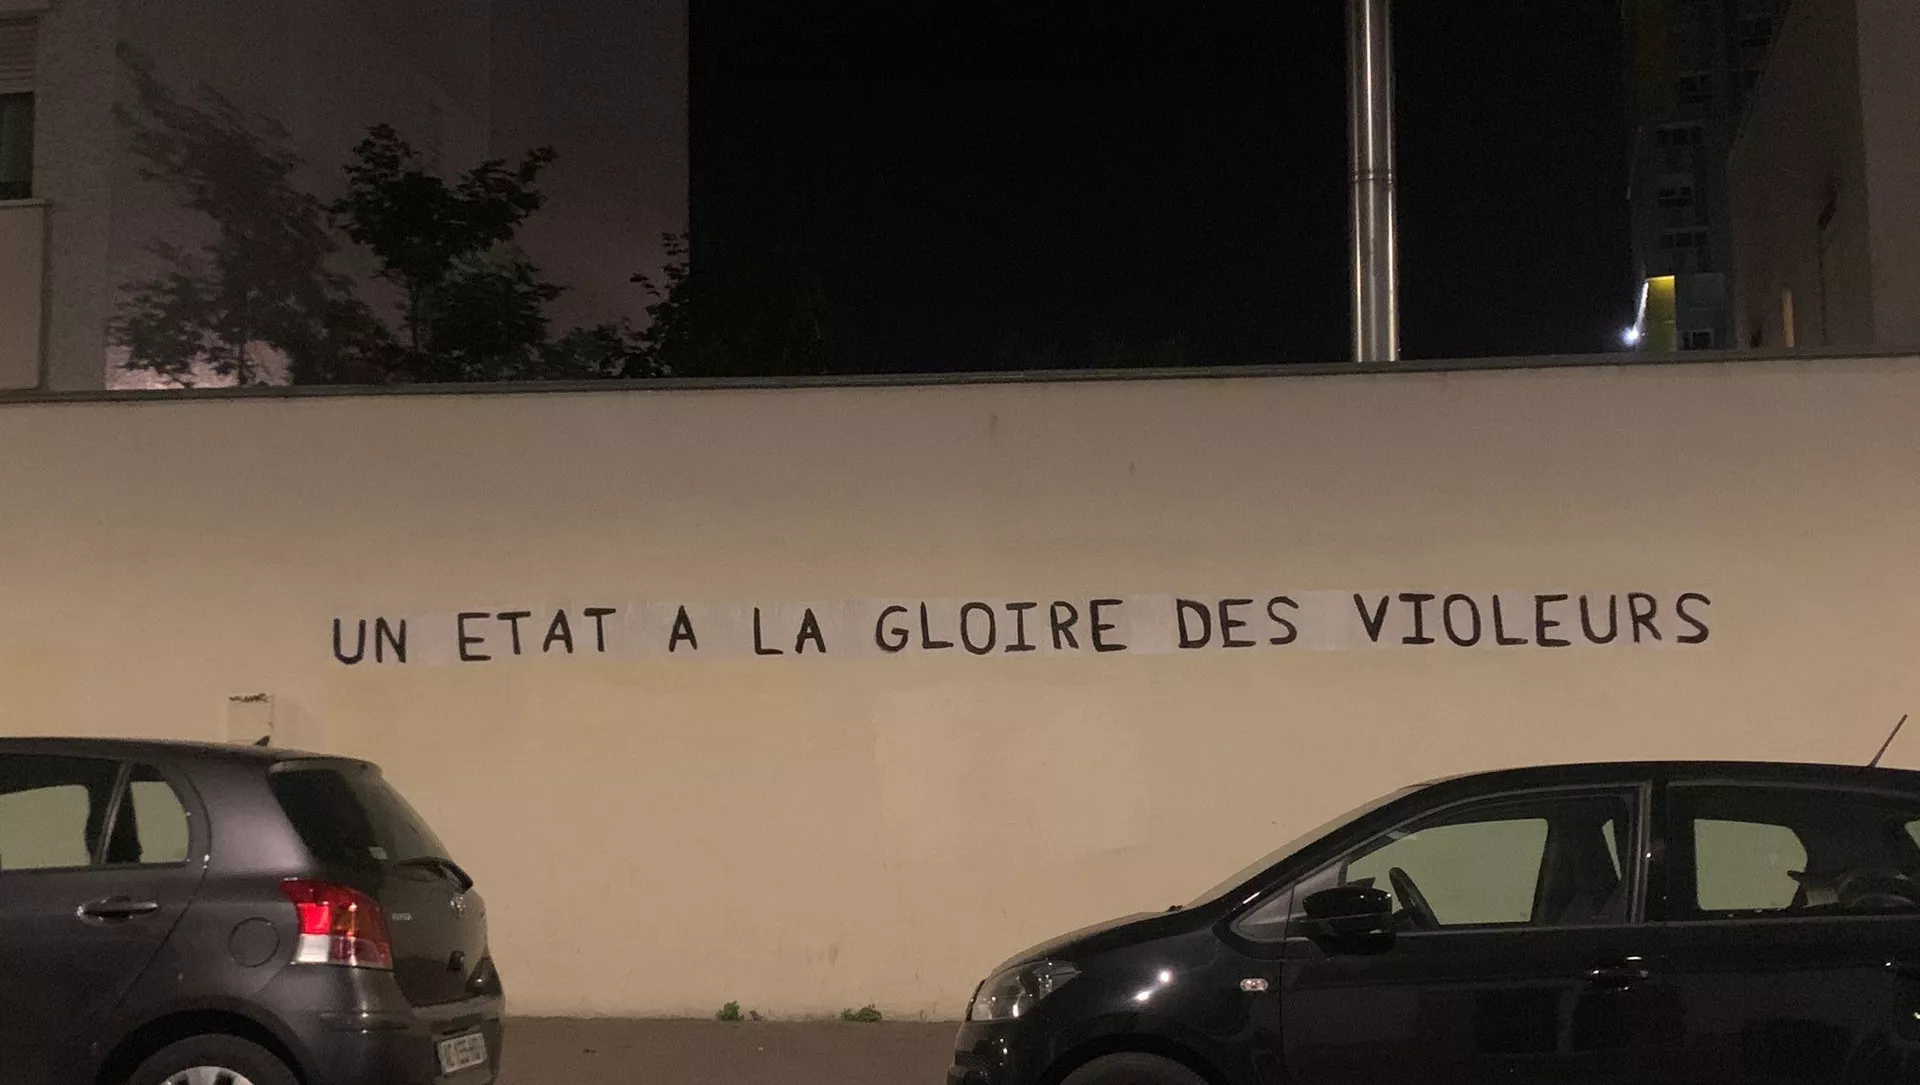 UN ETAT A LA GLOIRE DES VIOLEURS